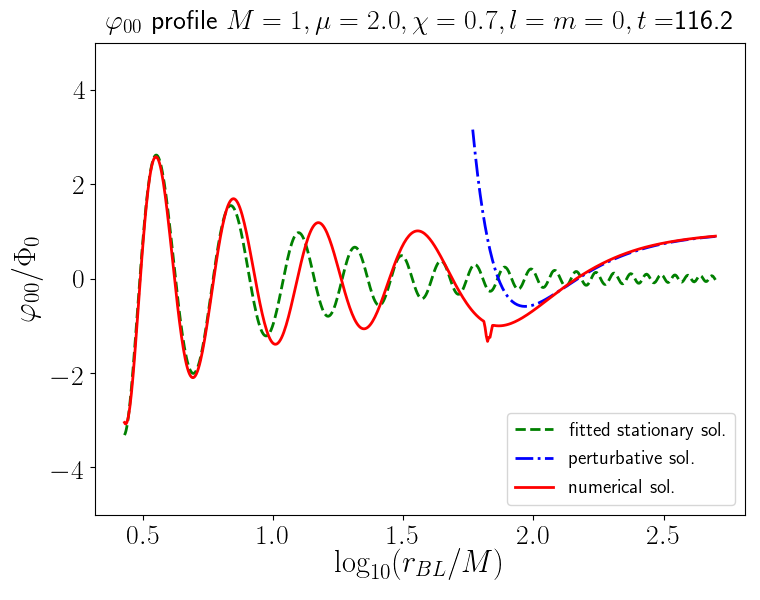 φ₀₀ profile M = 1, μ = 2.0, χ = 0.7, l = m = 0, t =116.2
φ₀₀/Φ₀
4
2
0
−2
−4
fitted stationary sol.
perturbative sol.
numerical sol.
0.5 1.0 1.5 2.0 2.5
log₁₀(r_BL/M)